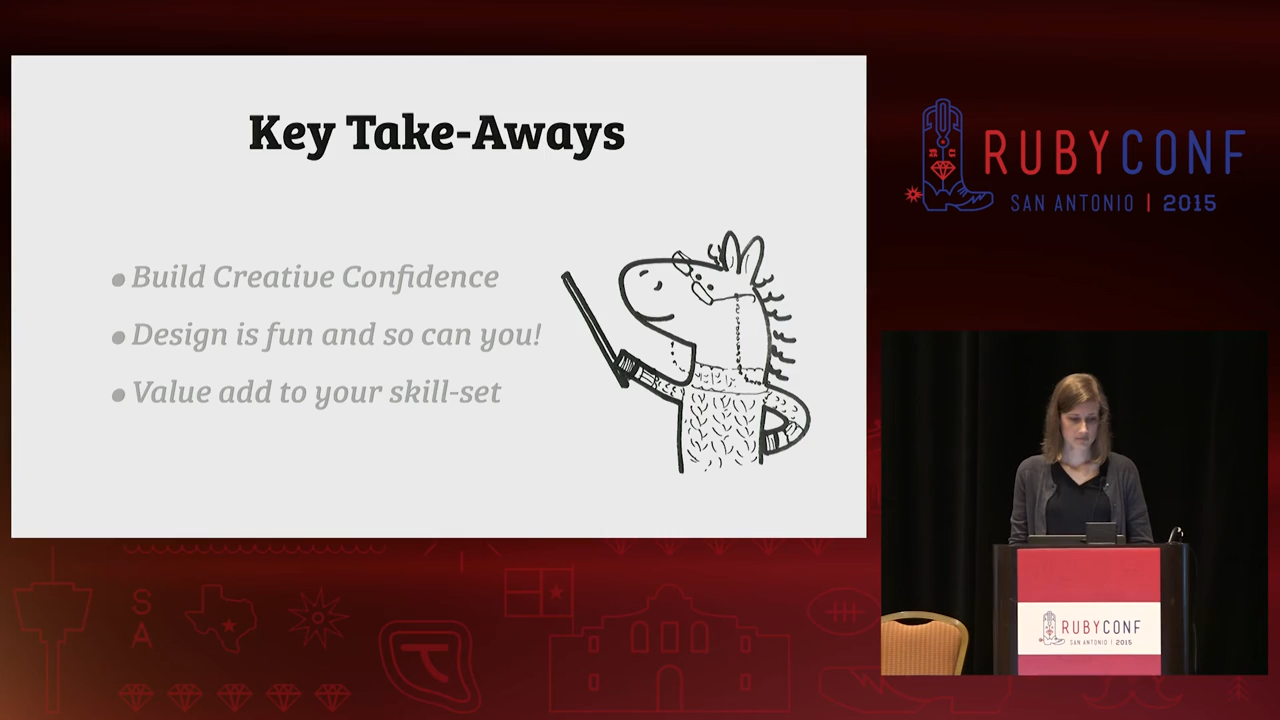 Key Take-Aways
• Build Creative Confidence
• Design is fun and so can you!
• Value add to your skill-set
RUBYCONF
SAN ANTONIO | 2015
RUBYCONF
SAN ANTONIO | 2015
S
A